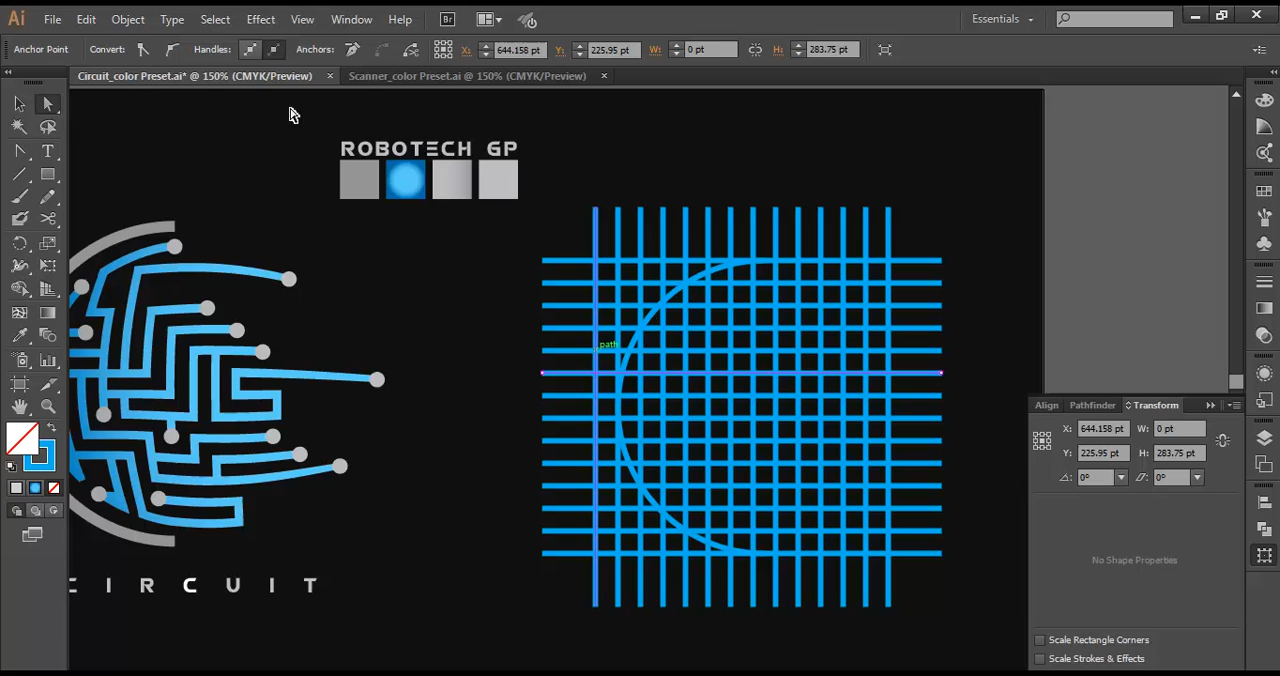 Ai File Edit Object Type Select Effect View Window Help Br Essentials
Anchor Point Convert: Handles: Anchors: X: 644.158 pt Y: 225.95 pt W: 0 pt H: 283.75 pt
Circuit_color Preset.ai* @ 150% (CMYK/Preview) × Scanner_color Preset.ai @ 150% (CMYK/Preview) ×
ROBOTECH GP
path
C I R C U I T
Align Pathfinder Transform
X: 644.158 pt W: 0 pt
Y: 225.95 pt H: 283.75 pt
0° 0°
No Shape Properties
Scale Rectangle Corners
Scale Strokes & Effects